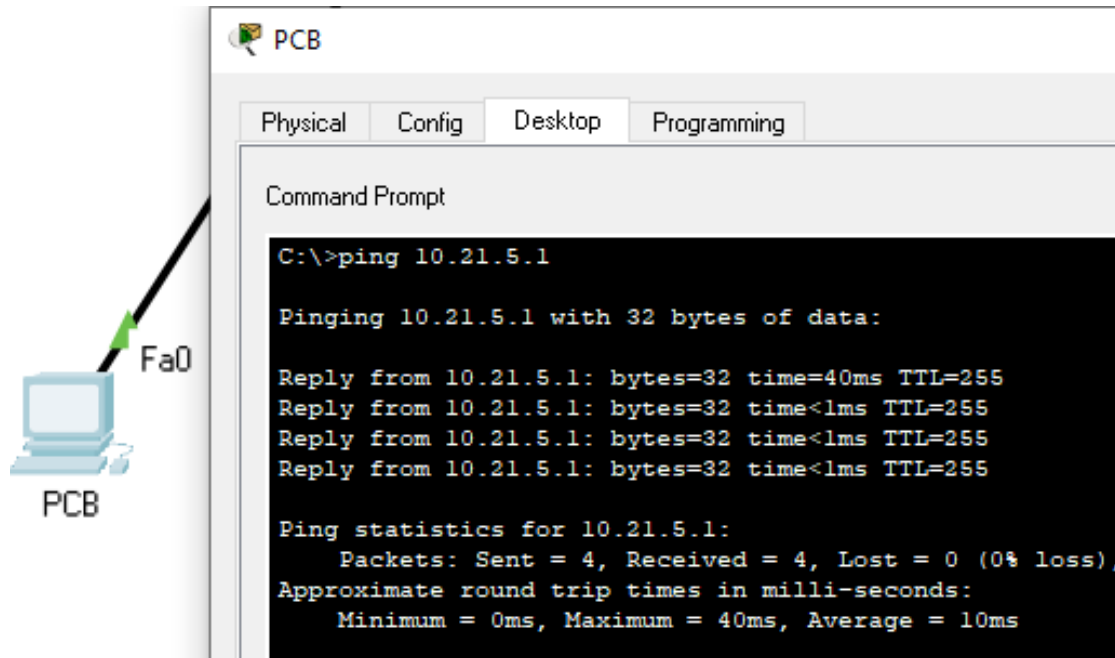 PCB
Physical Config Desktop Programming
Command Prompt
C:\>ping 10.21.5.1
Pinging 10.21.5.1 with 32 bytes of data:
Reply from 10.21.5.1: bytes=32 time=40ms TTL=255
Reply from 10.21.5.1: bytes=32 time<1ms TTL=255
Reply from 10.21.5.1: bytes=32 time<1ms TTL=255
Reply from 10.21.5.1: bytes=32 time<1ms TTL=255
Ping statistics for 10.21.5.1:
Packets: Sent = 4, Received = 4, Lost = 0 (0% loss),
Approximate round trip times in milli-seconds:
Minimum = 0ms, Maximum = 40ms, Average = 10ms
Fa0
PCB